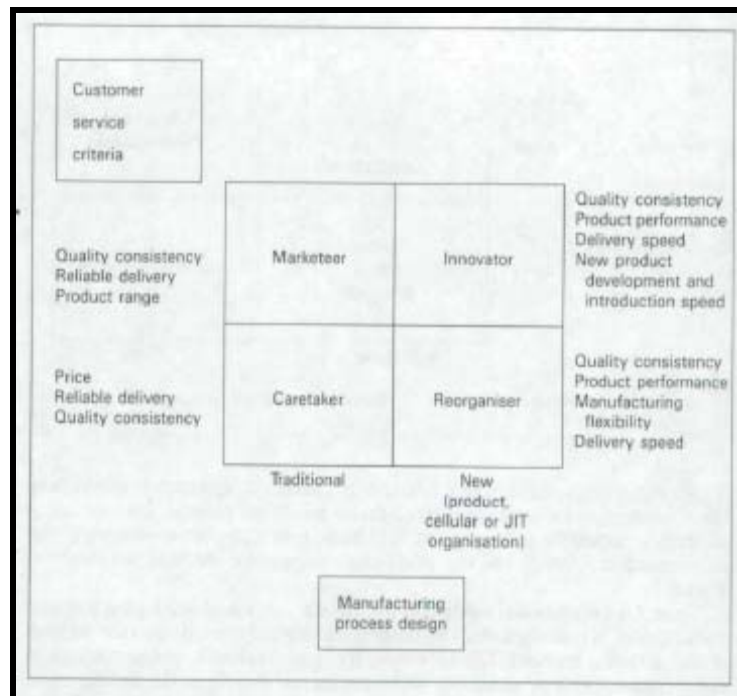 Customer
service
criteria
Quality consistency
Reliable delivery
Product range
Marketeer
Innovator
Quality consistency
Product performance
Delivery speed
New product
development and
introduction speed
Price
Reliable delivery
Quality consistency
Caretaker
Reorganiser
Quality consistency
Product performance
Manufacturing
flexibility
Delivery speed
Traditional
New
(product,
cellular or JIT
organisation)
Manufacturing
process design